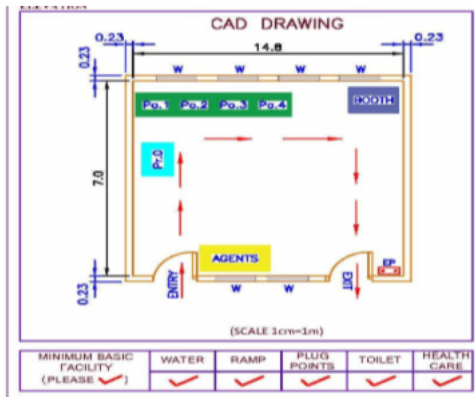 ELEVATION
CAD DRAWING
0.23 14.8 0.23
W W W W
0.23
Po.1 Po.2 Po.3 Po.4 BOOTH
Pr.0
7.0
AGENTS EP
0.23 ENTRY EXIT
W W
(SCALE 1cm=1m)
MINIMUM BASIC FACILITY (PLEASE ✓) WATER RAMP PLUG POINTS TOILET HEALTH CARE
✓ ✓ ✓ ✓ ✓